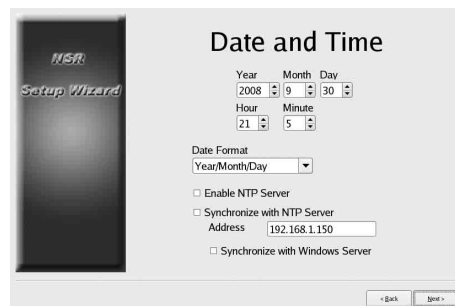 NSR
Setup Wizard
Date and Time
Year Month Day
2008 9 30
Hour Minute
21 5
Date Format
Year/Month/Day
Enable NTP Server
Synchronize with NTP Server
Address 192.168.1.150
Synchronize with Windows Server
< Back Next >